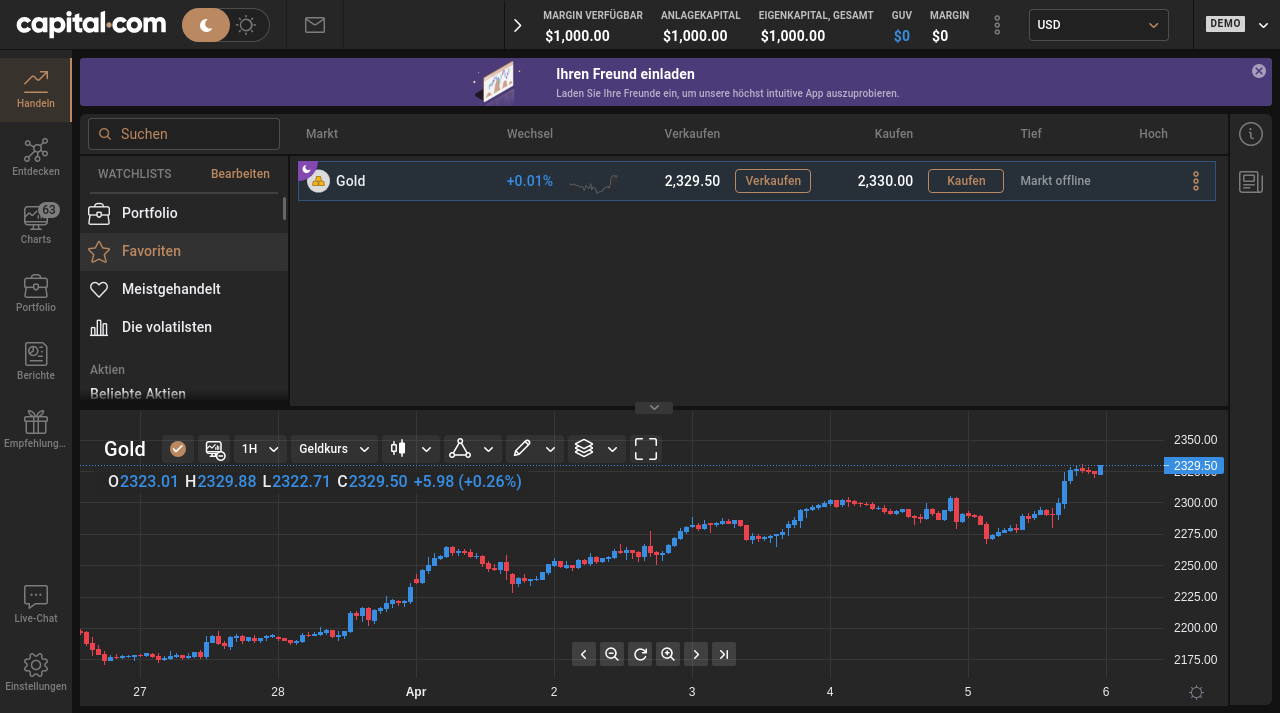 capital.com
MARGIN VERFÜGBAR ANLAGEKAPITAL EIGENKAPITAL, GESAMT GUV MARGIN
$1,000.00 $1,000.00 $1,000.00 $0 $0
USD
DEMO
Handeln
Entdecken
63
Charts
Portfolio
Berichte
Empfehlung...
Live-Chat
Einstellungen
Ihren Freund einladen
Laden Sie Ihre Freunde ein, um unsere höchst intuitive App auszuprobieren.
Suchen
Markt Wechsel Verkaufen Kaufen Tief Hoch
WATCHLISTS Bearbeiten
Portfolio
Favoriten
Meistgehandelt
Die volatilsten
Aktien
Beliebte Aktien
Gold +0.01% 2,329.50 Verkaufen 2,330.00 Kaufen Markt offline
Gold 1H Geldkurs
O2323.01 H2329.88 L2322.71 C2329.50 +5.98 (+0.26%)
2350.00
2329.50
2300.00
2275.00
2250.00
2225.00
2200.00
2175.00
27 28 Apr 2 3 4 5 6